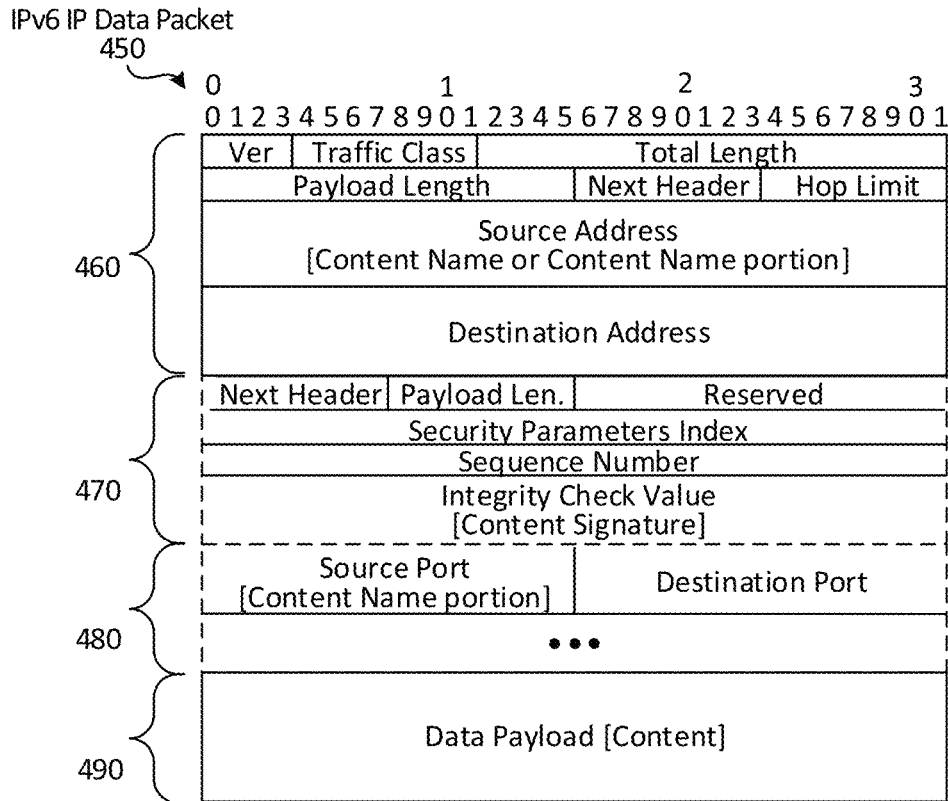 IPv6 IP Data Packet
450
0 1 2 3
0 1 2 3 4 5 6 7 8 9 0 1 2 3 4 5 6 7 8 9 0 1 2 3 4 5 6 7 8 9 0 1
Ver Traffic Class Total Length
Payload Length Next Header Hop Limit
Source Address
[Content Name or Content Name portion]
460
Destination Address
Next Header Payload Len. Reserved
Security Parameters Index
Sequence Number
470
Integrity Check Value
[Content Signature]
Source Port
[Content Name portion]
Destination Port
480
•••
Data Payload [Content]
490